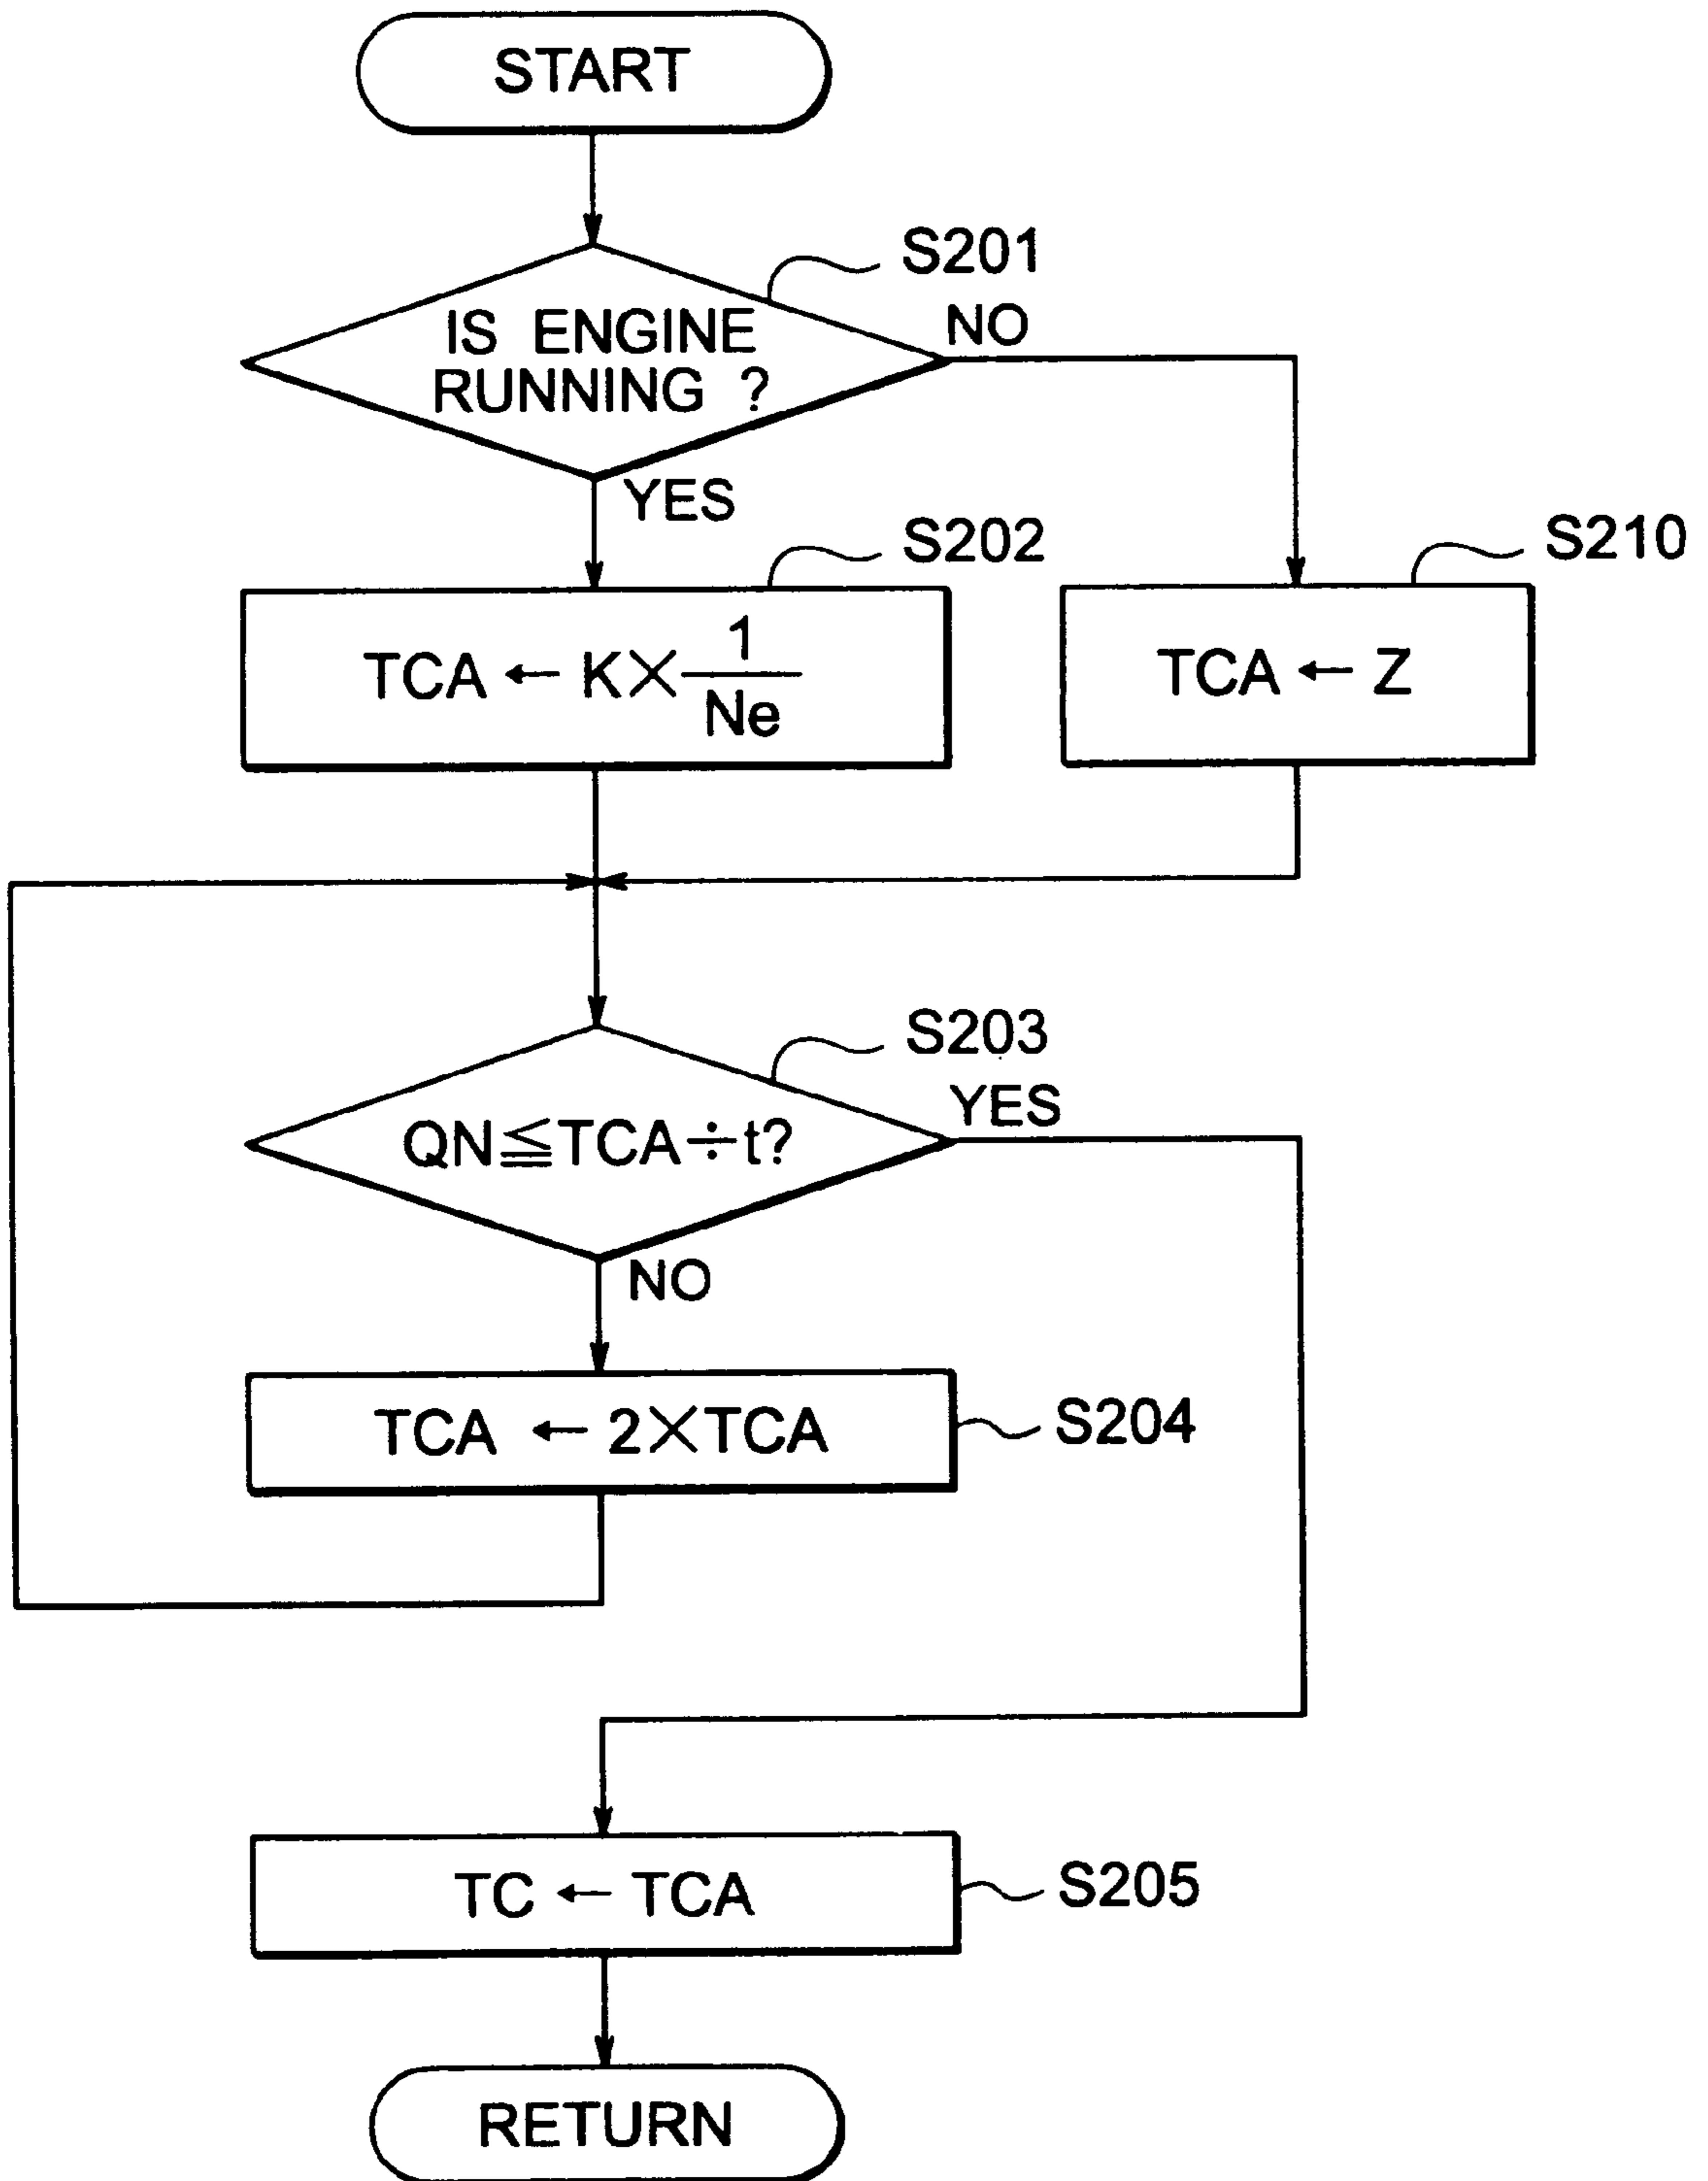 START
S201
IS ENGINE
RUNNING ?
NO
YES
S202
TCA ← K × 1/Ne
S210
TCA ← Z
S203
QN≦TCA÷t?
YES
NO
TCA ← 2×TCA
S204
TC ← TCA
S205
RETURN